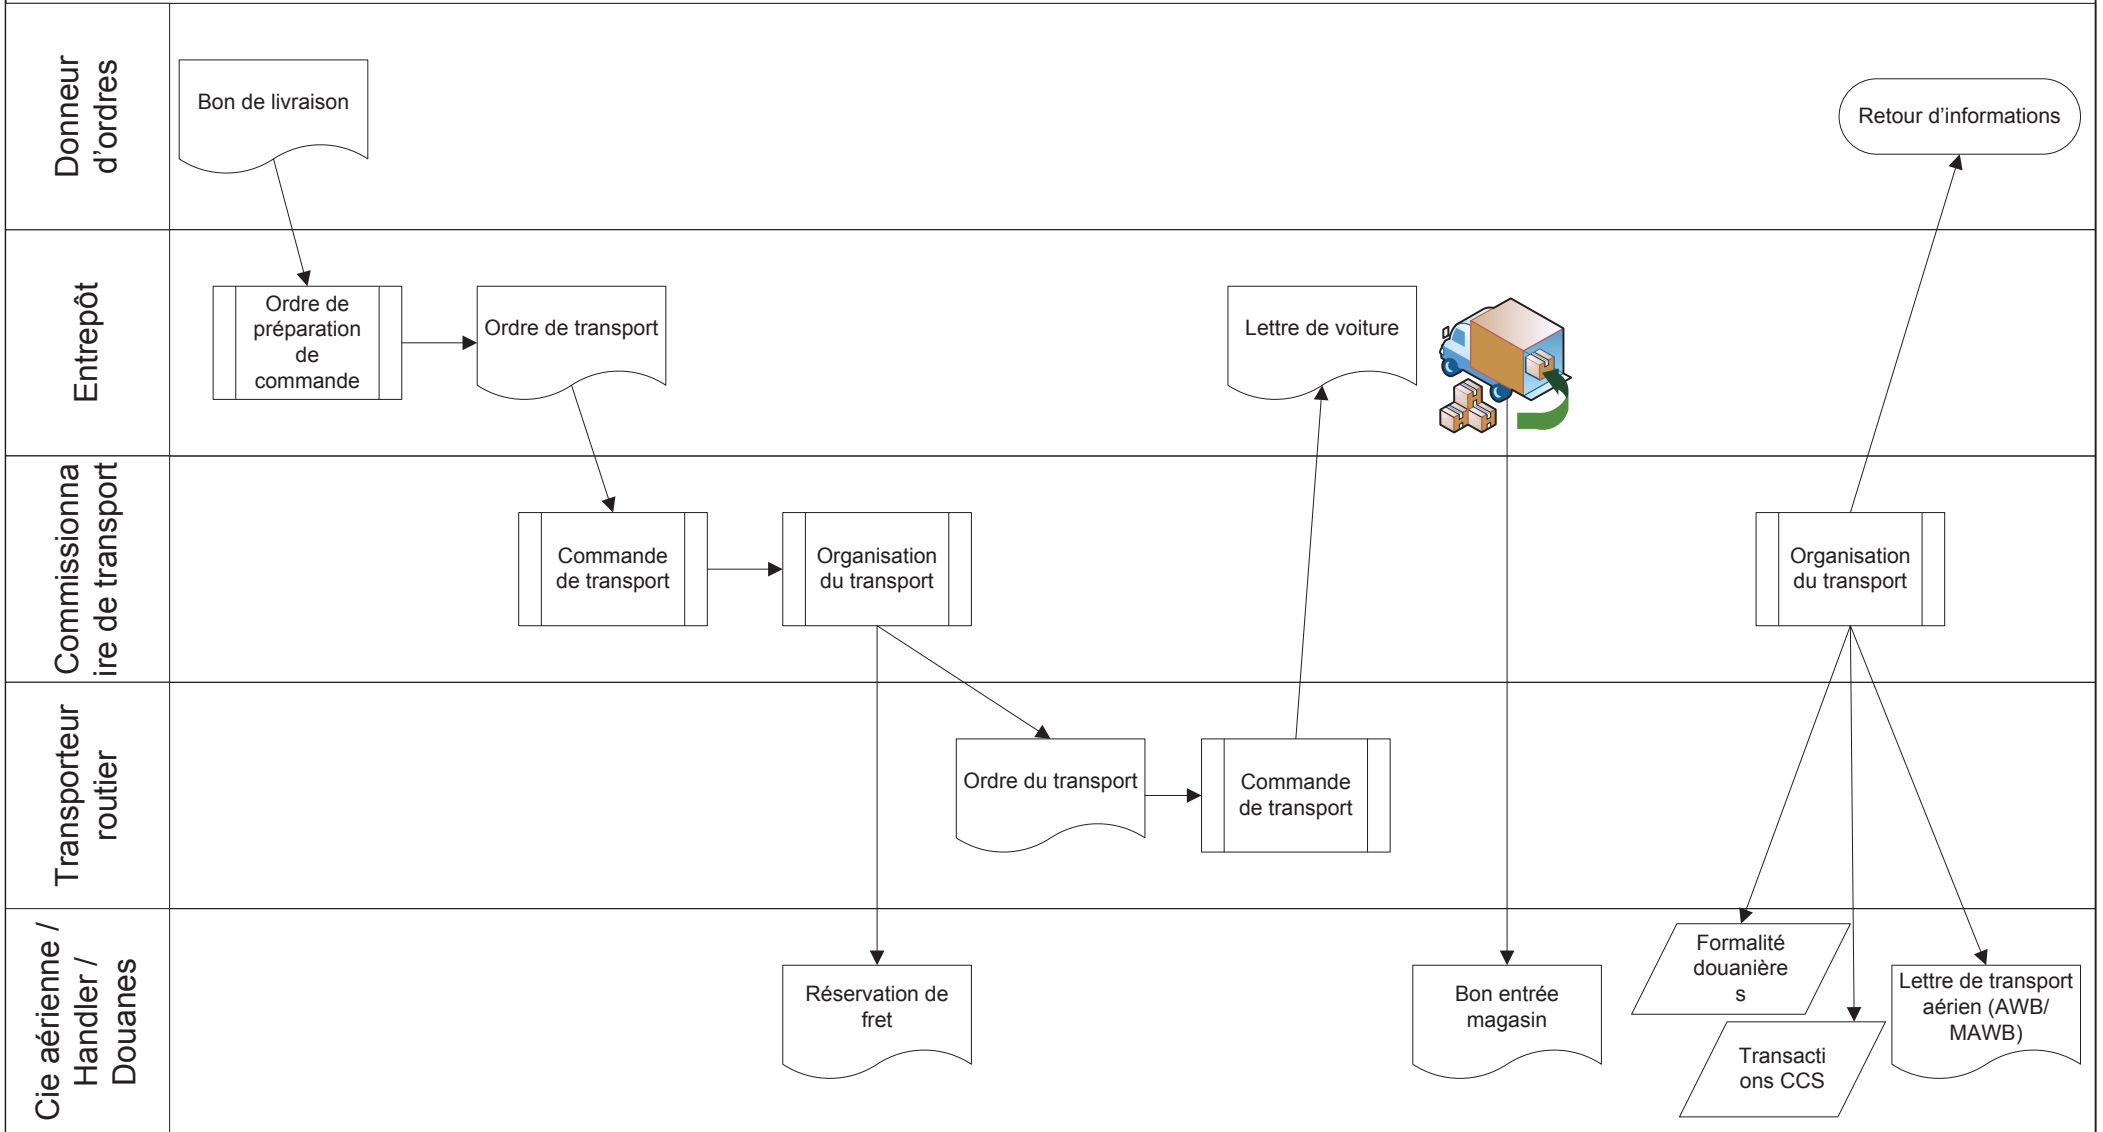 Donneur
d’ordres
Bon de livraison
Retour d’informations
Entrepôt
Ordre de
préparation
de
commande
Ordre de transport
Lettre de voiture
Commissionna
ire de transport
Commande
de transport
Organisation
du transport
Organisation
du transport
Transporteur
routier
Ordre du transport
Commande
de transport
Cie aérienne /
Handler /
Douanes
Réservation de
fret
Bon entrée
magasin
Formalité
douanière
s
Transacti
ons CCS
Lettre de transport
aérien (AWB/
MAWB)